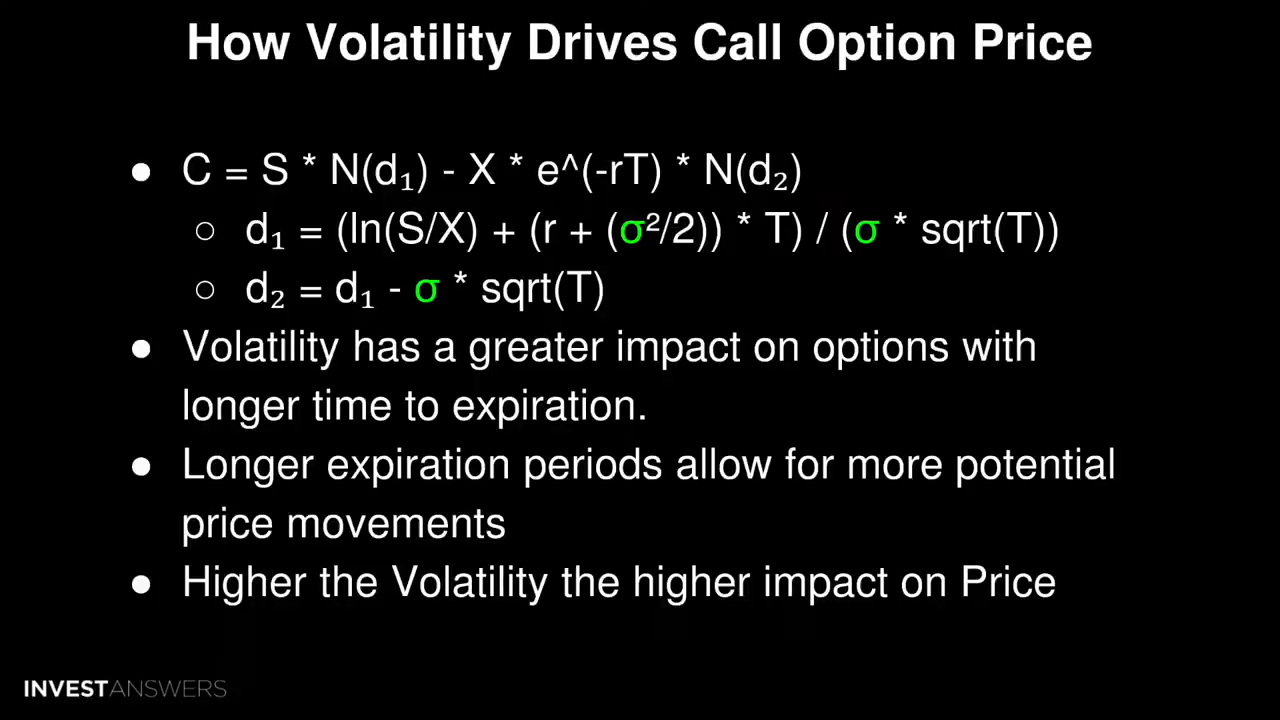 How Volatility Drives Call Option Price
● C = S * N(d₁) - X * e^(-rT) * N(d₂)
○ d₁ = (ln(S/X) + (r + (σ²/2)) * T) / (σ * sqrt(T))
○ d₂ = d₁ - σ * sqrt(T)
● Volatility has a greater impact on options with
longer time to expiration.
● Longer expiration periods allow for more potential
price movements
● Higher the Volatility the higher impact on Price
INVESTANSWERS